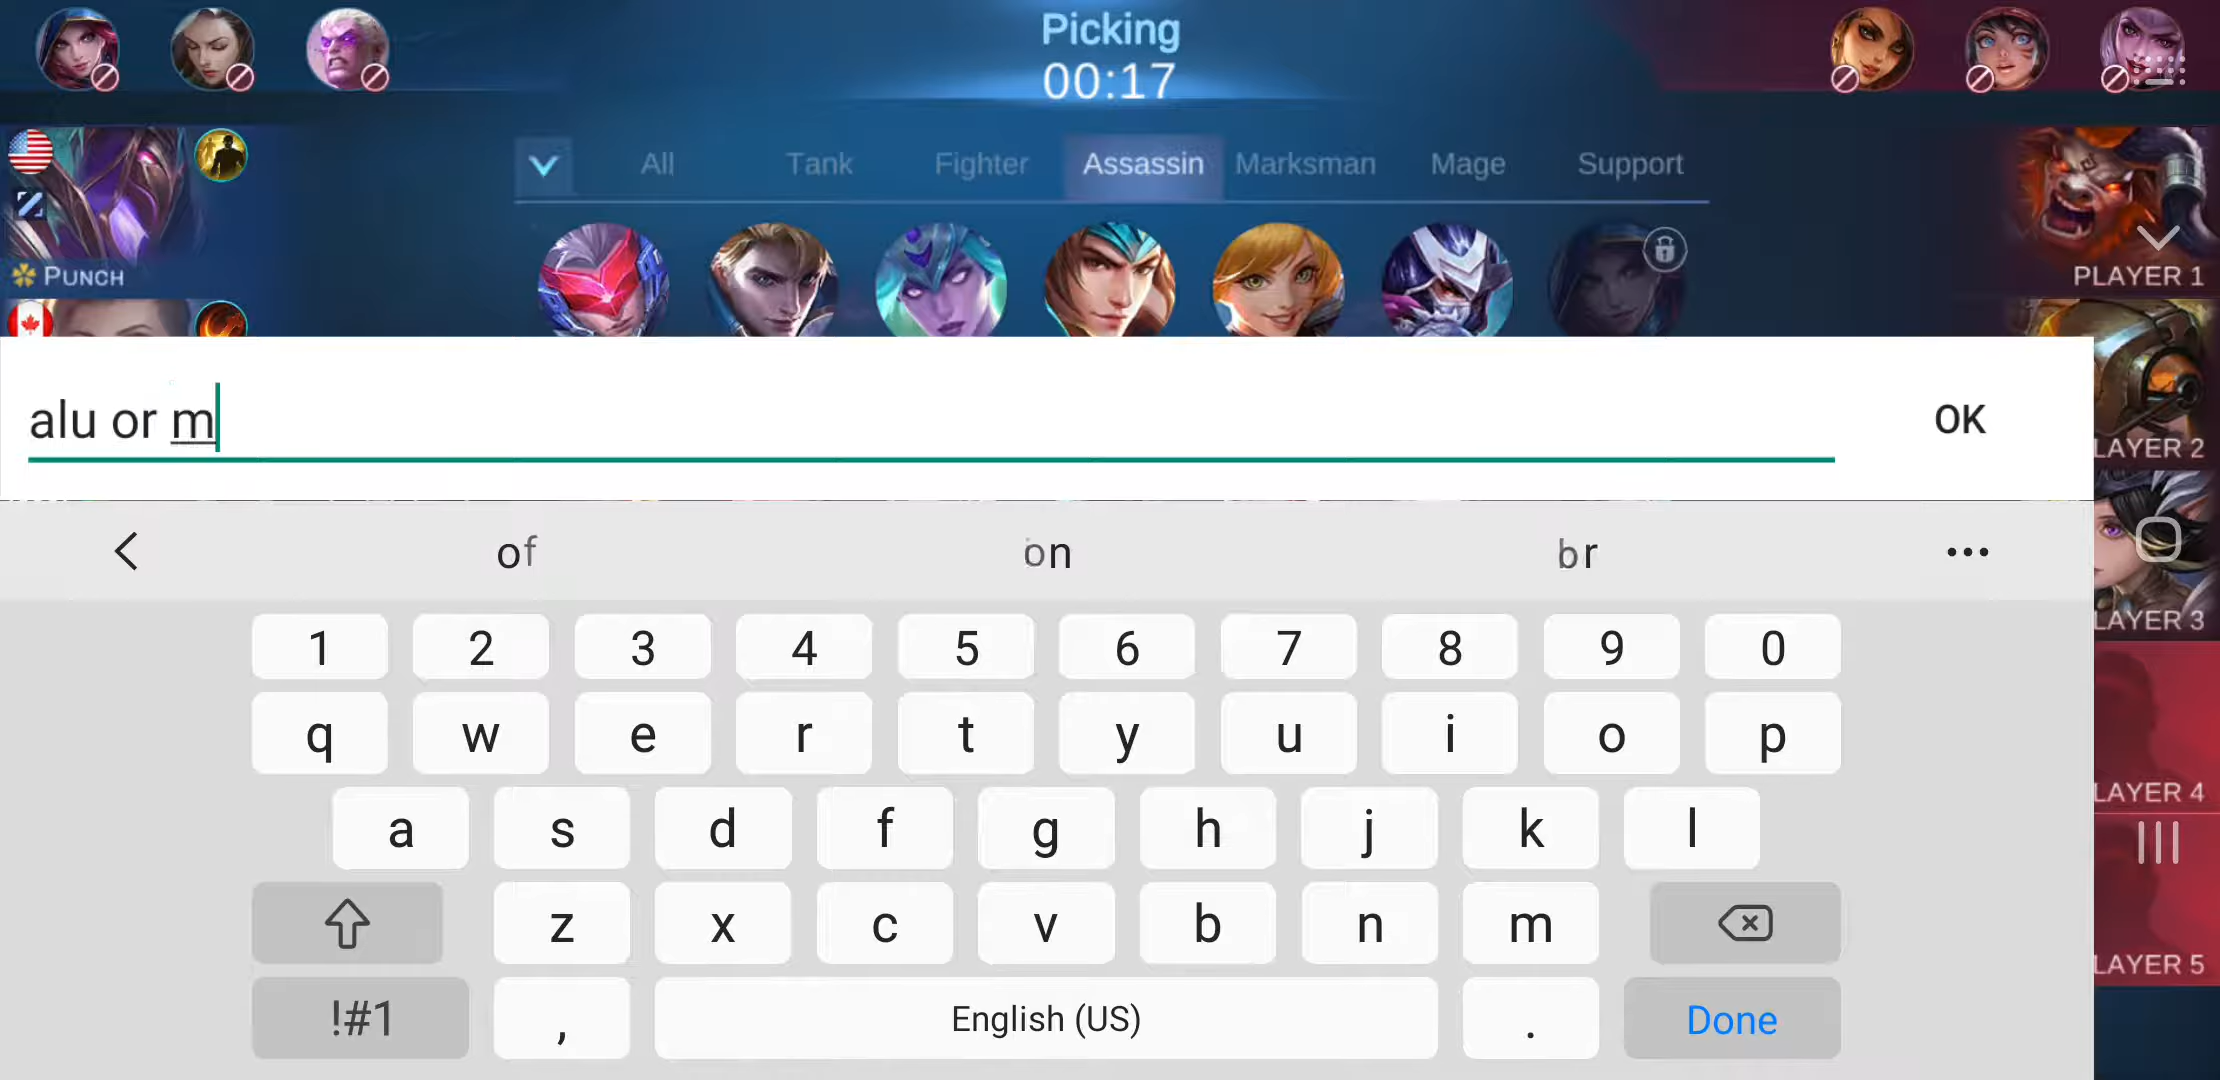 Picking
00:17
All Tank Fighter Assassin Marksman Mage Support
PUNCH
PLAYER 1
LAYER 2
LAYER 3
LAYER 4
LAYER 5
alu or m
OK
of on br
1 2 3 4 5 6 7 8 9 0
q w e r t y u i o p
a s d f g h j k l
z x c v b n m
!#1 , English (US) . Done